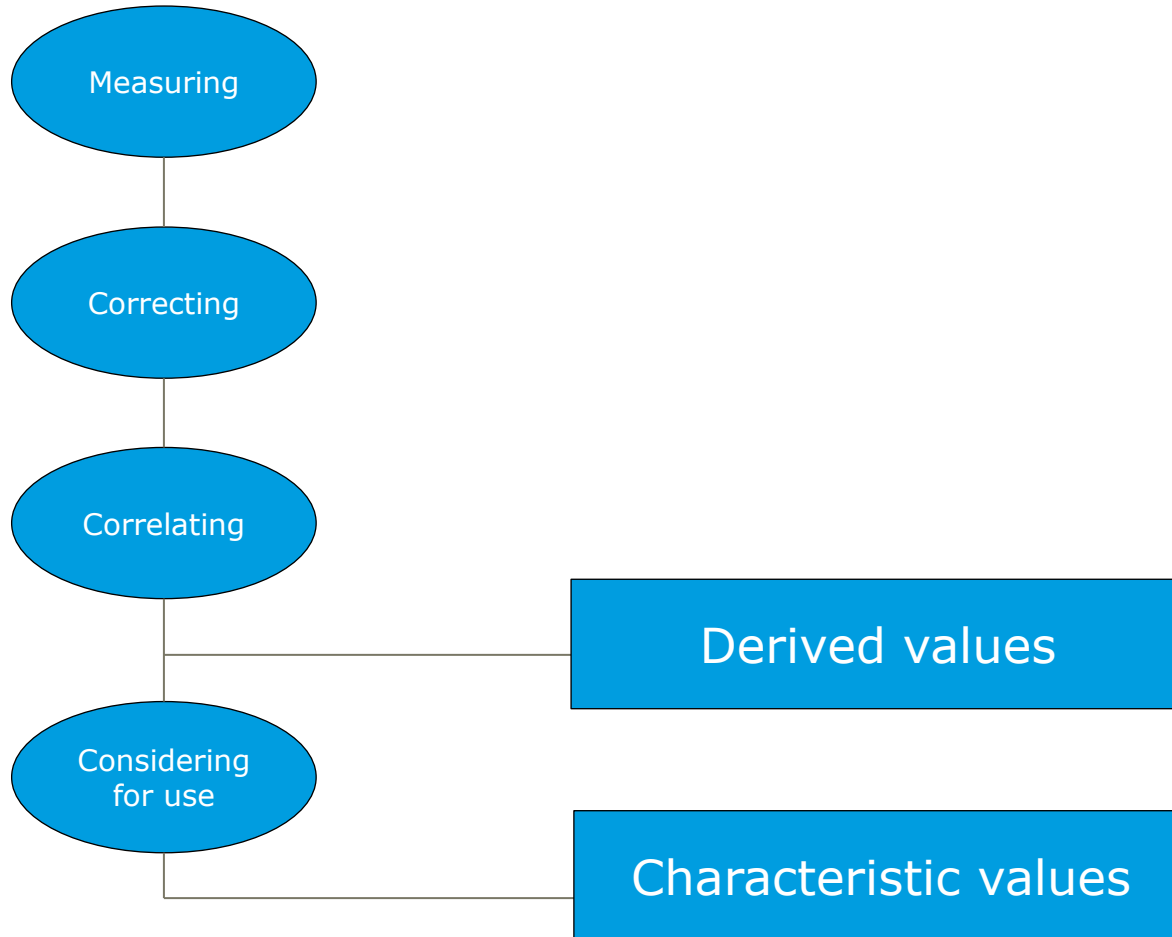 Measuring
Correcting
Correlating
Derived values
Considering
for use
Characteristic values